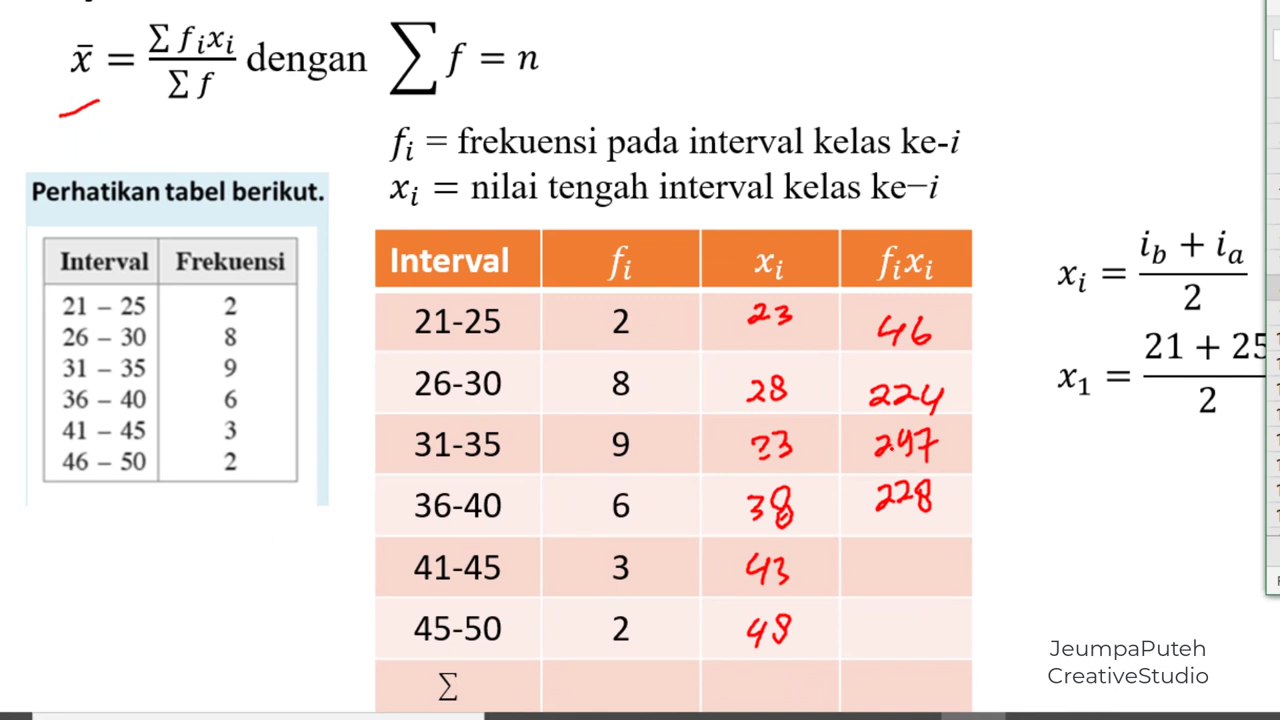 x̄ = ∑ fᵢxᵢ / ∑ f dengan ∑ f = n
fᵢ = frekuensi pada interval kelas ke-i
xᵢ = nilai tengah interval kelas ke−i
Perhatikan tabel berikut.
Interval Frekuensi
21 – 25 2
26 – 30 8
31 – 35 9
36 – 40 6
41 – 45 3
46 – 50 2
Interval fᵢ xᵢ fᵢxᵢ
21-25 2 23 46
26-30 8 28 224
31-35 9 33 297
36-40 6 38 228
41-45 3 43
45-50 2 48
∑
xᵢ = (i_b + i_a) / 2
x₁ = (21 + 25 / 2
JeumpaPuteh
CreativeStudio